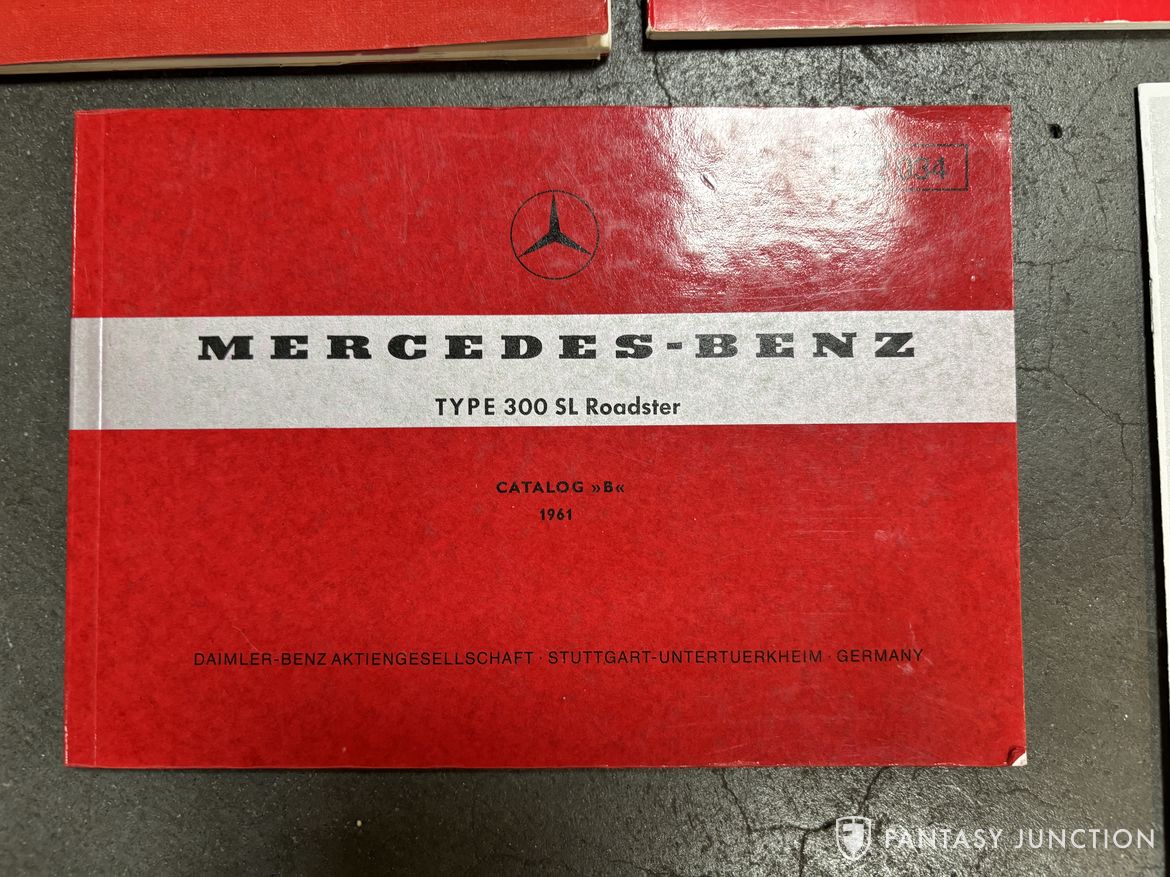 034
MERCEDES-BENZ
TYPE 300 SL Roadster
CATALOG »B«
1961
DAIMLER-BENZ AKTIENGESELLSCHAFT · STUTTGART-UNTERTUERKHEIM · GERMANY
FANTASY JUNCTION